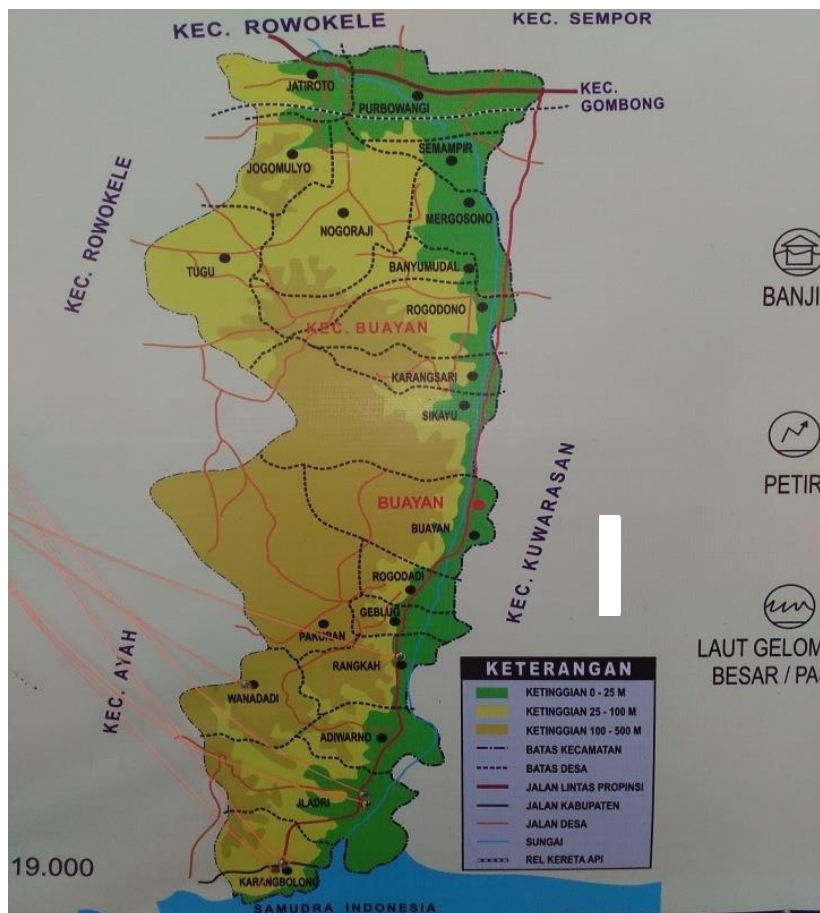 KEC. ROWOKELE
KEC. SEMPOR
JATIROTO
PURBOWANGI
KEC.
GOMBONG
JOGOMULYO
SEMAMPIR
KEC. ROWOKELE
NOGORAJI
MERGOSONO
TUGU
BANYUMUDAL
BANJI
ROGODONO
KEC. BUAYAN
KARANGSARI
SIKAYU
PETIR
BUAYAN
BUAYAN
KEC. KUWARASAN
ROGODADI
GEBLUG
PAKURAN
KEC. AYAH
RANGKAH
WANADADI
LAUT GELOM
BESAR / PA
ADIWARNO
JLADRI
KARANGBOLONG
19.000
SAMUDRA INDONESIA
KETERANGAN
KETINGGIAN 0 - 25 M
KETINGGIAN 25 - 100 M
KETINGGIAN 100 - 500 M
BATAS KECAMATAN
BATAS DESA
JALAN LINTAS PROPINSI
JALAN KABUPATEN
JALAN DESA
SUNGAI
REL KERETA API